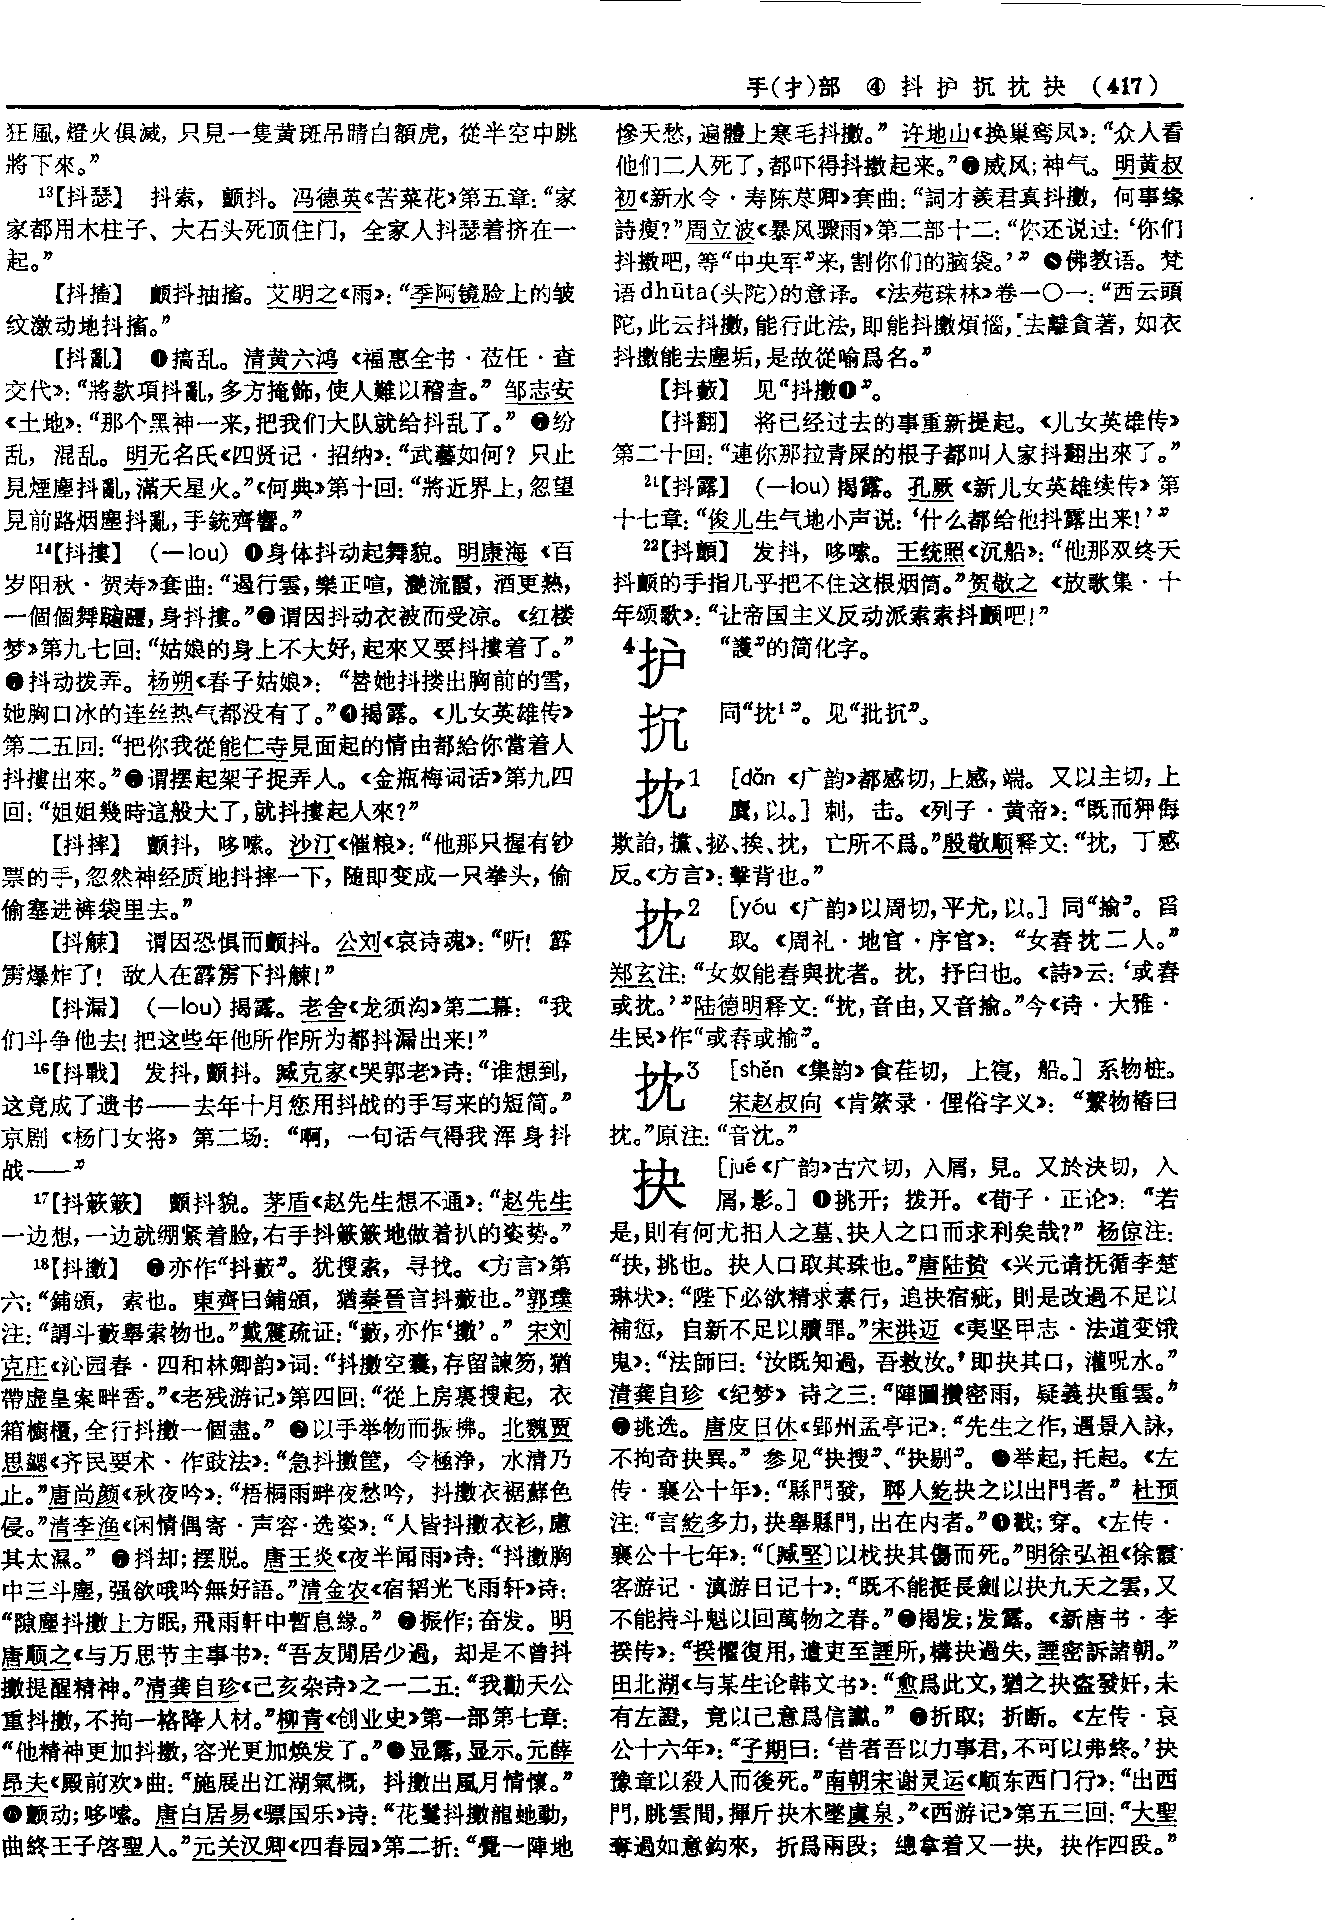 手(扌)部　④　抖护抌抌抉　(417)
狂風，燈火俱滅，只見一隻黄斑吊睛白額虎，從半空中跳
將下來。”
13【抖瑟】　抖索，颤抖。冯德英《苦菜花》第五章：“家
家都用木柱子、大石头死顶住门，全家人抖瑟着挤在一
起。”
【抖搐】　颤抖抽搐。艾明之《雨》：“季阿镜脸上的皱
纹激动地抖搐。”
【抖亂】　❶搞乱。清黄六鸿《福惠全书·莅任·查
交代》：“將款項抖亂，多方掩飾，使人難以稽查。”邹志安
《土地》：“那个黑神一来，把我们大队就给抖乱了。”❷纷
乱，混乱。明无名氏《四贤记·招纳》：“武藝如何？只止
見煙塵抖亂，滿天星火。”《何典》第十回：“將近界上，忽望
見前路烟塵抖亂，手銃齊響。”
14【抖摟】　(—lou)　❶身体抖动起舞貌。明康海《百
岁阳秋·贺寿》套曲：“遏行雲，樂正喧，灔流霞，酒更熱，
一個個舞躚，身抖摟。”❷谓因抖动衣被而受凉。《红楼
梦》第九七回：“姑娘的身上不大好，起來又要抖摟着了。”
❸抖动拨弄。杨朔《春子姑娘》：“替她抖搂出胸前的雪，
她胸口冰的连丝热气都没有了。”❹揭露。《儿女英雄传》
第二五回：“把你我從能仁寺見面起的情由都給你當着人
抖摟出來。”❺谓摆起架子捉弄人。《金瓶梅词话》第九四
回：“姐姐幾時這般大了，就抖摟起人來？”
【抖摔】　颤抖，哆嗦。沙汀《催粮》：“他那只握有钞
票的手，忽然神经质地抖摔一下，随即变成一只拳头，偷
偷塞进裤袋里去。”
【抖觫】　谓因恐惧而颤抖。公刘《哀诗魂》：“听！霹
雳爆炸了！敌人在霹雳下抖觫！”
【抖漏】　(—lou)揭露。老舍《龙须沟》第二幕：“我
们斗争他去！把这些年他所作所为都抖漏出来！”
16【抖戰】　发抖，颤抖。臧克家《哭郭老》诗：“谁想到，
这竟成了遗书——去年十月您用抖战的手写来的短简。”
京剧《杨门女将》第二场：“啊，一句话气得我浑身抖
战——”
17【抖簌簌】　颤抖貌。茅盾《赵先生想不通》：“赵先生
一边想，一边就绷紧着脸，右手抖簌簌地做着扒的姿势。”
18【抖擻】　❶亦作“抖藪”。犹搜索，寻找。《方言》第
六：“鋪頒，索也。東齊曰鋪頒，猶秦晉言抖藪也。”郭璞
注：“謂斗藪舉索物也。”戴震疏证：“藪，亦作‘擻’。”宋刘
克庄《沁园春·四和林卿韵》词：“抖擻空囊，存留諫笏，猶
帶虛皇案畔香。”《老残游记》第四回：“從上房裏搜起，衣
箱櫥櫃，全行抖擻一個盡。”❷以手举物而振拂。北魏贾
思勰《齐民要术·作豉法》：“急抖擻筐，令極淨，水清乃
止。”唐尚颜《秋夜吟》：“梧桐雨畔夜愁吟，抖擻衣裾蘚色
侵。”清李渔《闲情偶寄·声容·选姿》：“人皆抖擻衣衫，慮
其太濕。”❸抖却；摆脱。唐王炎《夜半闻雨》诗：“抖擻胸
中三斗塵，强欲哦吟無好語。”清金农《宿韬光飞雨轩》诗：
“隙塵抖擻上方眠，飛雨軒中暫息緣。”❹振作；奋发。明
唐顺之《与万思节主事书》：“吾友閒居少過，却是不曾抖
擻提醒精神。”清龚自珍《己亥杂诗》之一二五：“我勸天公
重抖擻，不拘一格降人材。”柳青《创业史》第一部第七章：
“他精神更加抖擞，容光更加焕发了。”❺显露，显示。元薛
昂夫《殿前欢》曲：“施展出江湖氣概，抖擻出風月情懷。”
❻颤动；哆嗦。唐白居易《骠国乐》诗：“花鬘抖擻龍虵動，
曲終王子啓聖人。”元关汉卿《四春园》第二折：“覺一陣地
慘天愁，遍體上寒毛抖擻。”许地山《换巢鸾凤》：“众人看
他们二人死了，都吓得抖擞起来。”❼威风；神气。明黄叔
初《新水令·寿陈荩卿》套曲：“詞才羨君真抖擻，何事緣
詩瘦？”周立波《暴风骤雨》第二部十二：“你还说过：‘你们
抖擞吧，等“中央军”来，割你们的脑袋。’”❽佛教语。梵
语dhūta(头陀)的意译。《法苑珠林》卷一〇一：“西云頭
陀，此云抖擻，能行此法，即能抖擻煩惱，去離貪著，如衣
抖擻能去塵垢，是故從喻爲名。”
【抖藪】　见“抖擻❶”。
【抖翻】　将已经过去的事重新提起。《儿女英雄传》
第二十回：“連你那拉青屎的根子都叫人家抖翻出來了。”
21【抖露】　(—lou)揭露。孔厥《新儿女英雄续传》第
十七章：“俊儿生气地小声说：‘什么都给他抖露出来！’”
22【抖顫】　发抖，哆嗦。王统照《沉船》：“他那双终天
抖颤的手指几乎把不住这根烟筒。”贺敬之《放歌集·十
年颂歌》：“让帝国主义反动派索索抖颤吧！”
4护　“護”的简化字。
抌　同“抌1”。见“批抌”。
抌1　[dǎn《广韵》都感切，上感，端。又以主切，上
麌，以。]刺，击。《列子·黄帝》：“既而狎侮
欺詒，攩、㧙、挨、抌，亡所不爲。”殷敬顺释文：“抌，丁感
反。《方言》：擊背也。”
抌2　[yóu《广韵》以周切，平尤，以。]同“揄”。舀
取。《周礼·地官·序官》：“女舂抌二人。”
郑玄注：“女奴能舂與抌者。抌，抒臼也。《詩》云：‘或舂
或抌。’”陆德明释文：“抌，音由，又音揄。”今《诗·大雅·
生民》作“或舂或揄”。
抌3　[shěn《集韵》食荏切，上寑，船。]系物桩。
宋赵叔向《肯綮录·俚俗字义》：“繫物樁曰
抌。”原注：“音沈。”
抉　[jué《广韵》古穴切，入屑，見。又於決切，入
屑，影。]❶挑开；拨开。《荀子·正论》：“若
是，則有何尤抇人之墓、抉人之口而求利矣哉？”杨倞注：
“抉，挑也。抉人口取其珠也。”唐陆贽《兴元请抚循李楚
琳状》：“陛下必欲精求素行，追抉宿疵，則是改過不足以
補愆，自新不足以贖罪。”宋洪迈《夷坚甲志·法道变饿
鬼》：“法師曰：‘汝既知過，吾救汝。’即抉其口，灌呪水。”
清龚自珍《纪梦》诗之三：“陣圖攢密雨，疑義抉重雲。”
❷挑选。唐皮日休《郢州孟亭记》：“先生之作，遇景入詠，
不拘奇抉異。”参见“抉搜”、“抉剔”。❸举起，托起。《左
传·襄公十年》：“縣門發，郰人紇抉之以出門者。”杜预
注：“言紇多力，抉舉縣門，出在内者。”❹戳；穿。《左传·
襄公十七年》：“〔臧堅〕以杙抉其傷而死。”明徐弘祖《徐霞
客游记·滇游日记十》：“既不能挺長劍以抉九天之雲，又
不能持斗魁以回萬物之春。”❺揭发；发露。《新唐书·李
揆传》：“揆懼復用，遣吏至諲所，構抉過失，諲密訴諸朝。”
田北湖《与某生论韩文书》：“愈爲此文，猶之抉盗發奸，未
有左證，竟以己意爲信讞。”❻折取；折断。《左传·哀
公十六年》：“子期曰：‘昔者吾以力事君，不可以弗終。’抉
豫章以殺人而後死。”南朝宋谢灵运《顺东西门行》：“出西
門，眺雲間，揮斤抉木墜虞泉，”《西游记》第五三回：“大聖
奪過如意鈎來，折爲兩段；總拿着又一抉，抉作四段。”